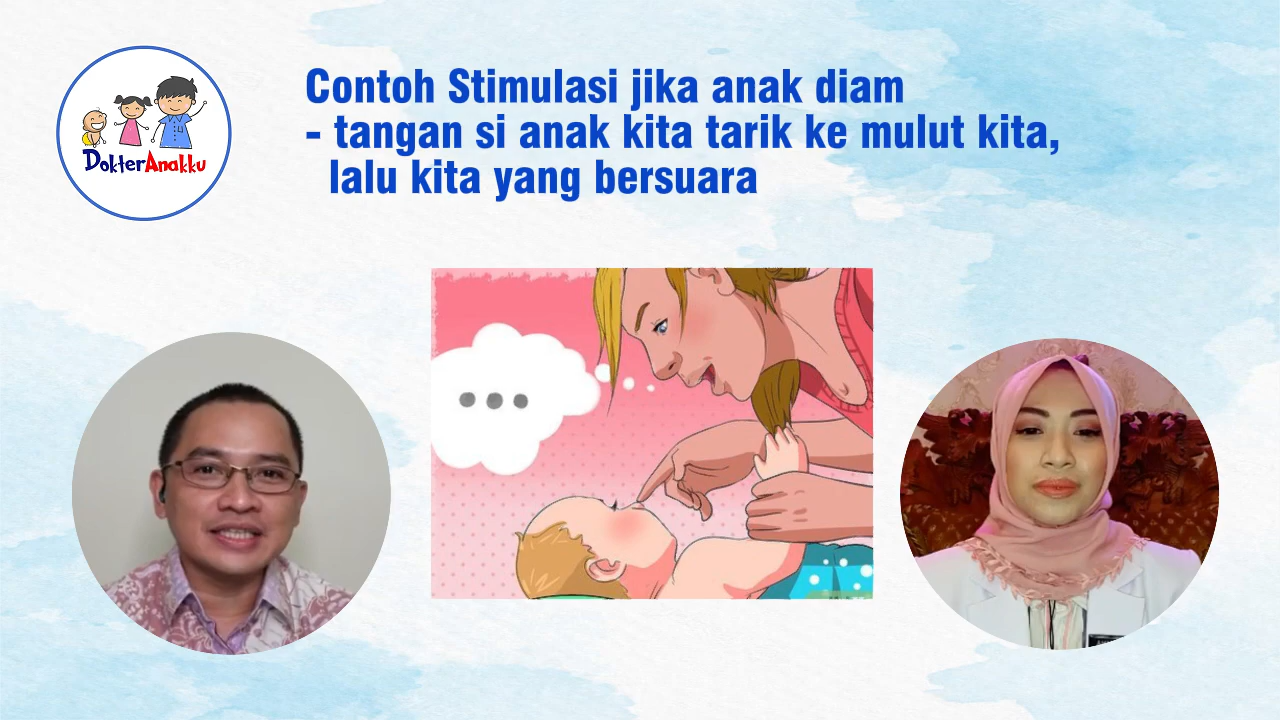 Contoh Stimulasi jika anak diam
- tangan si anak kita tarik ke mulut kita,
lalu kita yang bersuara
DokterAnakku